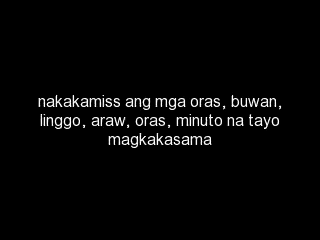 nakakamiss ang mga oras, buwan,
linggo, araw, oras, minuto na tayo
magkakasama